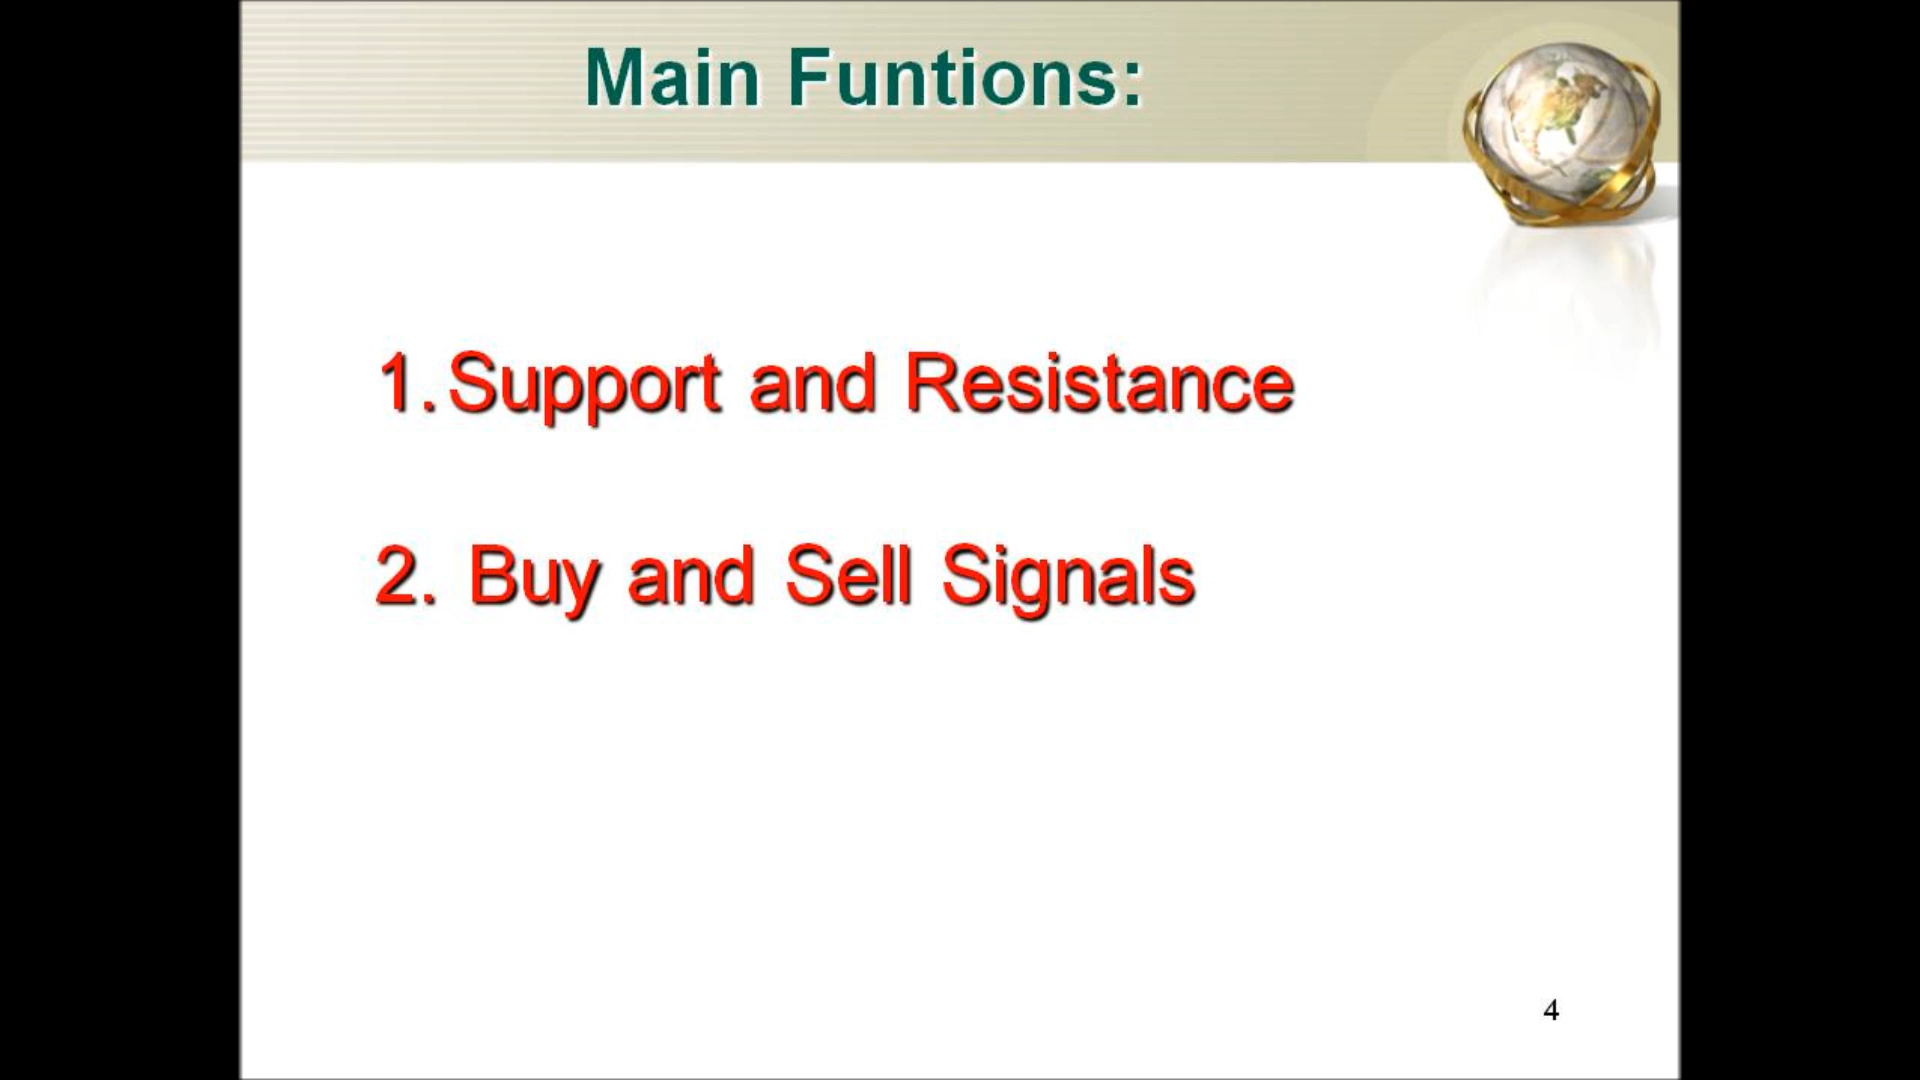 Main Funtions:
1. Support and Resistance
2. Buy and Sell Signals
4